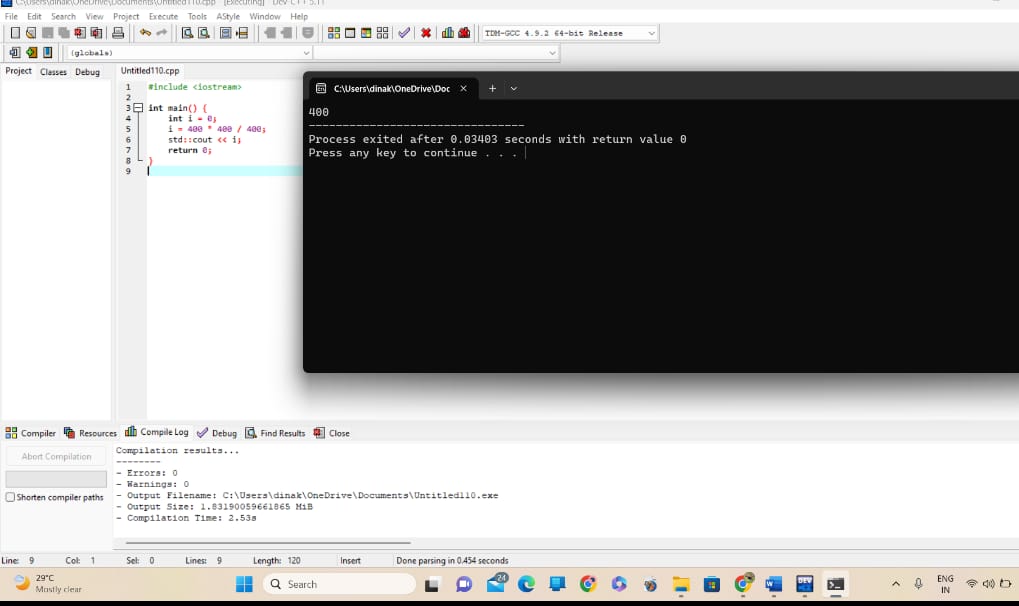 C:\Users\dinak\OneDrive\Documents\Untitled110.cpp - [Executing] - Dev-C++ 5.11
File Edit Search View Project Execute Tools AStyle Window Help
TDM-GCC 4.9.2 64-bit Release
(globals)
Project Classes Debug
Untitled110.cpp
1 #include <iostream>
2
3 int main() {
4 int i = 0;
5 i = 400 * 400 / 400;
6 std::cout << i;
7 return 0;
8 }
9
C:\Users\dinak\OneDrive\Doc
400
--------------------------------
Process exited after 0.03403 seconds with return value 0
Press any key to continue . . .
Compiler Resources Compile Log Debug Find Results Close
Abort Compilation
Shorten compiler paths
Compilation results...
--------
- Errors: 0
- Warnings: 0
- Output Filename: C:\Users\dinak\OneDrive\Documents\Untitled110.exe
- Output Size: 1.83190059661865 MiB
- Compilation Time: 2.53s
Line: 9 Col: 1 Sel: 0 Lines: 9 Length: 120 Insert Done parsing in 0.454 seconds
29°C
Mostly clear
Search
24
DEV
ENG
IN